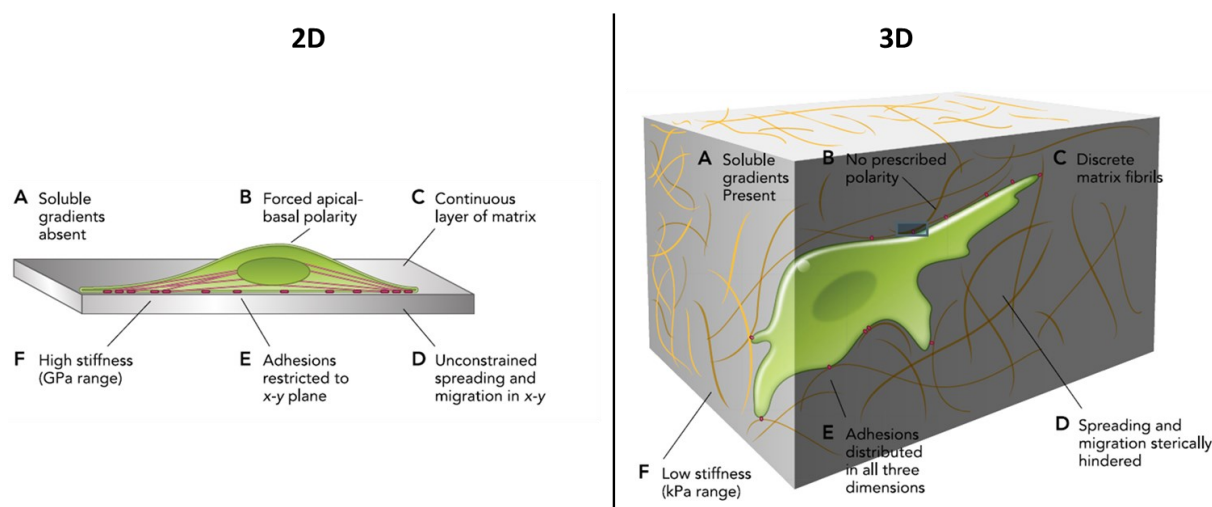 2D
A Soluble
gradients
absent
B Forced apical-
basal polarity
C Continuous
layer of matrix
F High stiffness
(GPa range)
E Adhesions
restricted to
x-y plane
D Unconstrained
spreading and
migration in x-y
3D
A Soluble
gradients
Present
B No prescribed
polarity
C Discrete
matrix fibrils
F Low stiffness
(kPa range)
E Adhesions
distributed
in all three
dimensions
D Spreading and
migration sterically
hindered